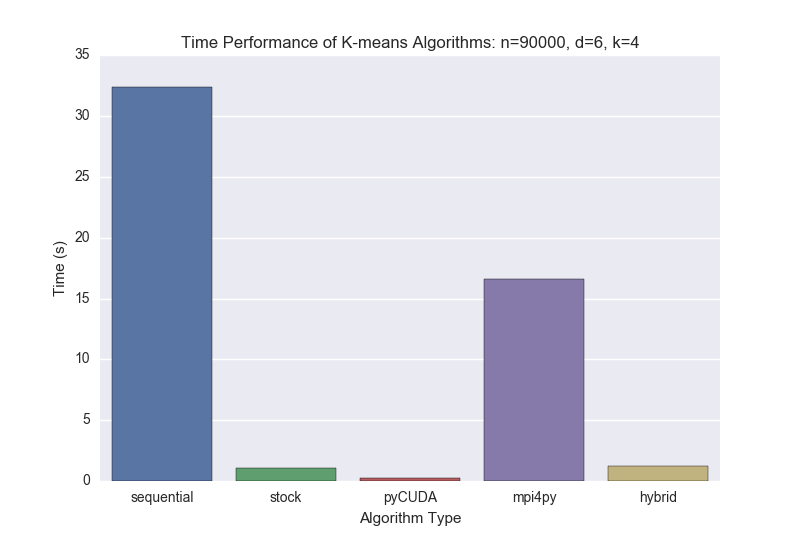 Time Performance of K-means Algorithms: n=90000, d=6, k=4
35
30
25
20
15
10
5
0
Time (s)
sequential stock pyCUDA mpi4py hybrid
Algorithm Type